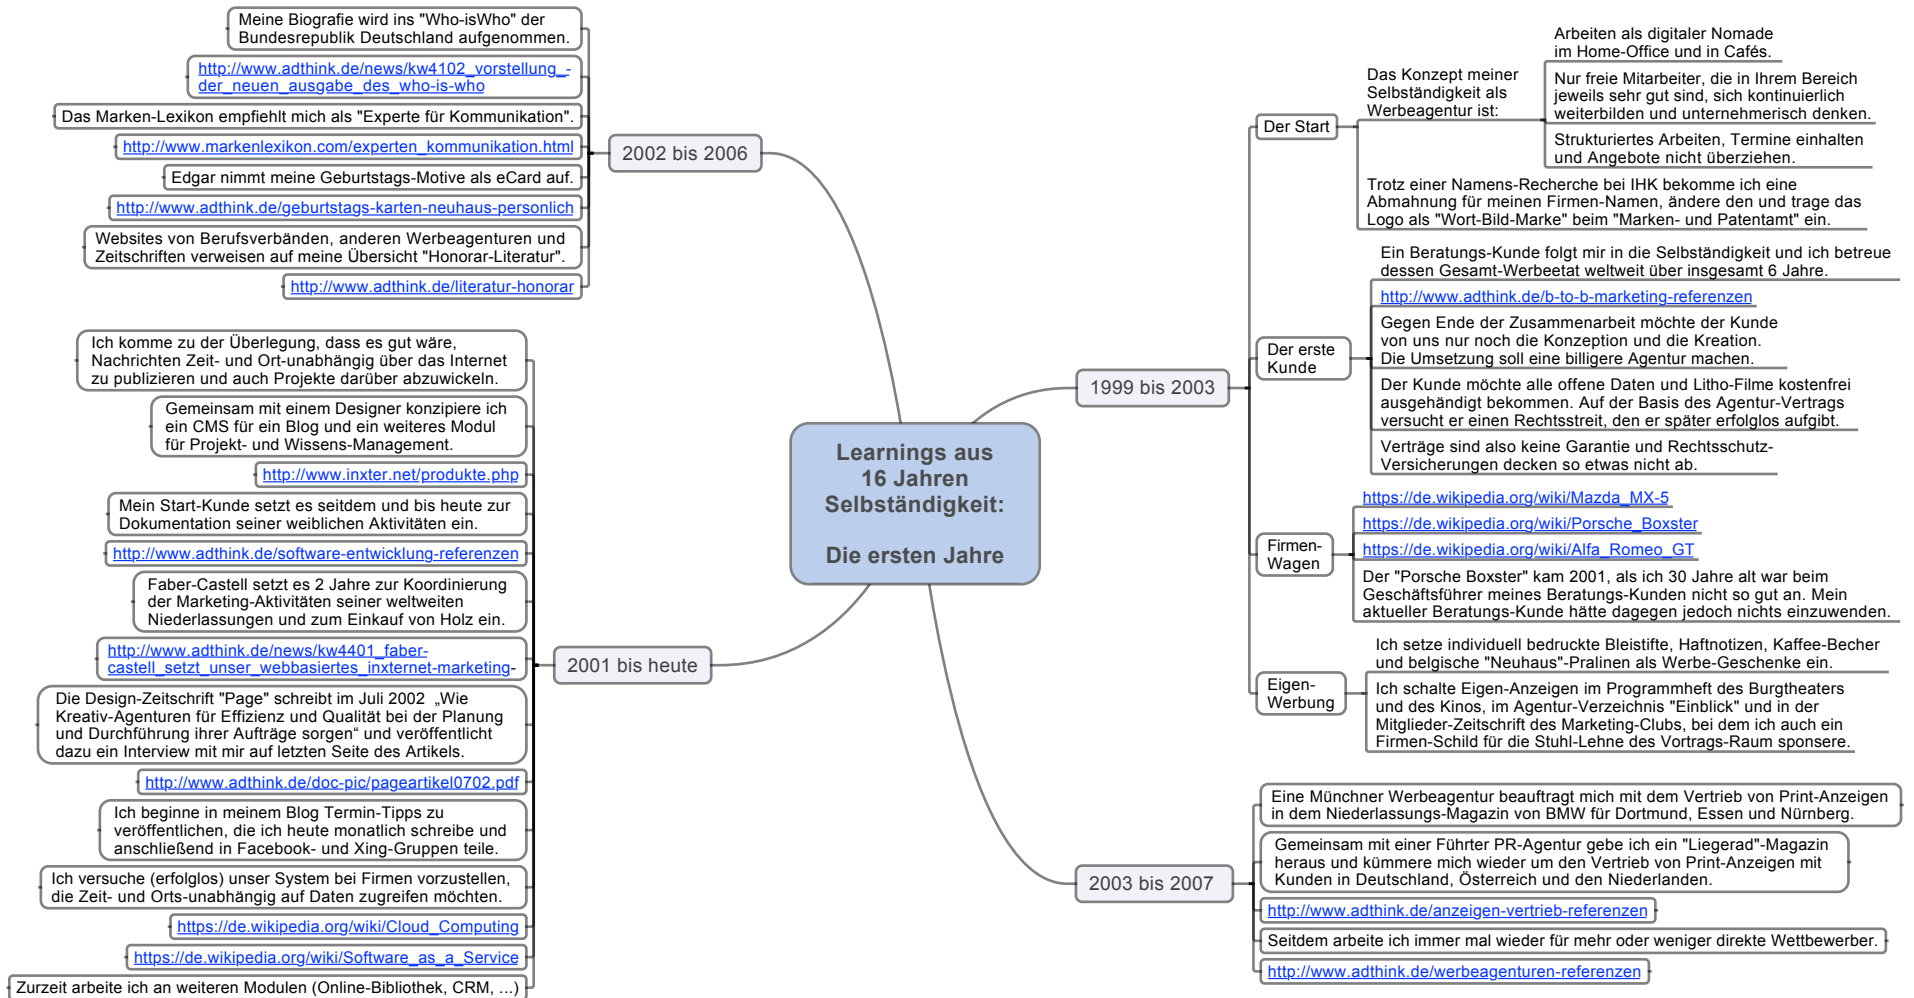 Learnings aus
16 Jahren
Selbständigkeit:
Die ersten Jahre
1999 bis 2003
Der Start
Das Konzept meiner
Selbständigkeit als
Werbeagentur ist:
Arbeiten als digitaler Nomade
im Home-Office und in Cafés.
Nur freie Mitarbeiter, die in Ihrem Bereich
jeweils sehr gut sind, sich kontinuierlich
weiterbilden und unternehmerisch denken.
Strukturiertes Arbeiten, Termine einhalten
und Angebote nicht überziehen.
Trotz einer Namens-Recherche bei IHK bekomme ich eine
Abmahnung für meinen Firmen-Namen, ändere den und trage das
Logo als "Wort-Bild-Marke" beim "Marken- und Patentamt" ein.
Der erste
Kunde
Ein Beratungs-Kunde folgt mir in die Selbständigkeit und ich betreue
dessen Gesamt-Werbeetat weltweit über insgesamt 6 Jahre.
http://www.adthink.de/b-to-b-marketing-referenzen
Gegen Ende der Zusammenarbeit möchte der Kunde
von uns nur noch die Konzeption und die Kreation.
Die Umsetzung soll eine billigere Agentur machen.
Der Kunde möchte alle offene Daten und Litho-Filme kostenfrei
ausgehändigt bekommen. Auf der Basis des Agentur-Vertrags
versucht er einen Rechtsstreit, den er später erfolglos aufgibt.
Verträge sind also keine Garantie und Rechtsschutz-
Versicherungen decken so etwas nicht ab.
Firmen-
Wagen
https://de.wikipedia.org/wiki/Mazda_MX-5
https://de.wikipedia.org/wiki/Porsche_Boxster
https://de.wikipedia.org/wiki/Alfa_Romeo_GT
Der "Porsche Boxster" kam 2001, als ich 30 Jahre alt war beim
Geschäftsführer meines Beratungs-Kunden nicht so gut an. Mein
aktueller Beratungs-Kunde hätte dagegen jedoch nichts einzuwenden.
Eigen-
Werbung
Ich setze individuell bedruckte Bleistifte, Haftnotizen, Kaffee-Becher
und belgische "Neuhaus"-Pralinen als Werbe-Geschenke ein.
Ich schalte Eigen-Anzeigen im Programmheft des Burgtheaters
und des Kinos, im Agentur-Verzeichnis "Einblick" und in der
Mitglieder-Zeitschrift des Marketing-Clubs, bei dem ich auch ein
Firmen-Schild für die Stuhl-Lehne des Vortrags-Raum sponsere.
2003 bis 2007
Eine Münchner Werbeagentur beauftragt mich mit dem Vertrieb von Print-Anzeigen
in dem Niederlassungs-Magazin von BMW für Dortmund, Essen und Nürnberg.
Gemeinsam mit einer Führter PR-Agentur gebe ich ein "Liegerad"-Magazin
heraus und kümmere mich wieder um den Vertrieb von Print-Anzeigen mit
Kunden in Deutschland, Österreich und den Niederlanden.
http://www.adthink.de/anzeigen-vertrieb-referenzen
Seitdem arbeite ich immer mal wieder für mehr oder weniger direkte Wettbewerber.
http://www.adthink.de/werbeagenturen-referenzen
2002 bis 2006
Meine Biografie wird ins "Who-isWho" der
Bundesrepublik Deutschland aufgenommen.
http://www.adthink.de/news/kw4102_vorstellung_-
der_neuen_ausgabe_des_who-is-who
Das Marken-Lexikon empfiehlt mich als "Experte für Kommunikation".
http://www.markenlexikon.com/experten_kommunikation.html
Edgar nimmt meine Geburtstags-Motive als eCard auf.
http://www.adthink.de/geburtstags-karten-neuhaus-personlich
Websites von Berufsverbänden, anderen Werbeagenturen und
Zeitschriften verweisen auf meine Übersicht "Honorar-Literatur".
http://www.adthink.de/literatur-honorar
2001 bis heute
Ich komme zu der Überlegung, dass es gut wäre,
Nachrichten Zeit- und Ort-unabhängig über das Internet
zu publizieren und auch Projekte darüber abzuwickeln.
Gemeinsam mit einem Designer konzipiere ich
ein CMS für ein Blog und ein weiteres Modul
für Projekt- und Wissens-Management.
http://www.inxter.net/produkte.php
Mein Start-Kunde setzt es seitdem und bis heute zur
Dokumentation seiner weiblichen Aktivitäten ein.
http://www.adthink.de/software-entwicklung-referenzen
Faber-Castell setzt es 2 Jahre zur Koordinierung
der Marketing-Aktivitäten seiner weltweiten
Niederlassungen und zum Einkauf von Holz ein.
http://www.adthink.de/news/kw4401_faber-
castell_setzt_unser_webbasiertes_inxternet-marketing-
Die Design-Zeitschrift "Page" schreibt im Juli 2002 „Wie
Kreativ-Agenturen für Effizienz und Qualität bei der Planung
und Durchführung ihrer Aufträge sorgen“ und veröffentlicht
dazu ein Interview mit mir auf letzten Seite des Artikels.
http://www.adthink.de/doc-pic/pageartikel0702.pdf
Ich beginne in meinem Blog Termin-Tipps zu
veröffentlichen, die ich heute monatlich schreibe und
anschließend in Facebook- und Xing-Gruppen teile.
Ich versuche (erfolglos) unser System bei Firmen vorzustellen,
die Zeit- und Orts-unabhängig auf Daten zugreifen möchten.
https://de.wikipedia.org/wiki/Cloud_Computing
https://de.wikipedia.org/wiki/Software_as_a_Service
Zurzeit arbeite ich an weiteren Modulen (Online-Bibliothek, CRM, ...)